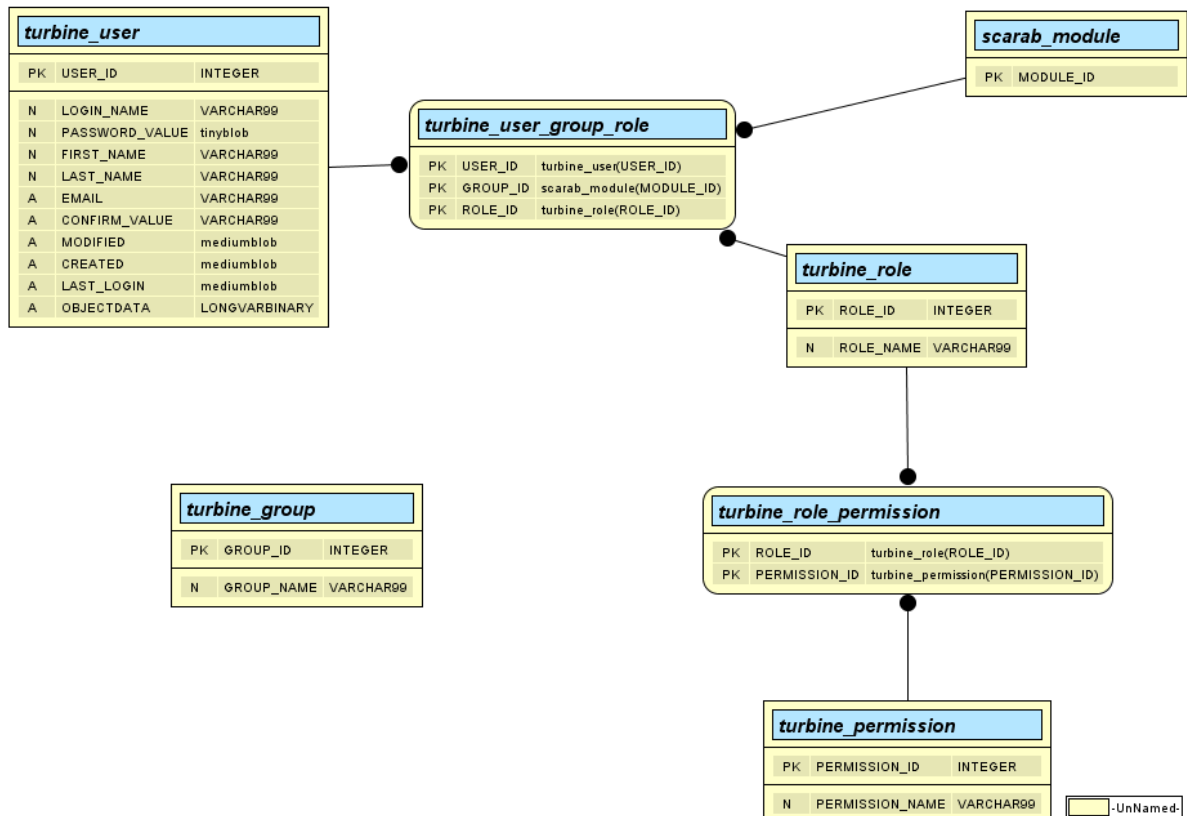 turbine_user
PK USER_ID INTEGER
N LOGIN_NAME VARCHAR99
N PASSWORD_VALUE tinyblob
N FIRST_NAME VARCHAR99
N LAST_NAME VARCHAR99
A EMAIL VARCHAR99
A CONFIRM_VALUE VARCHAR99
A MODIFIED mediumblob
A CREATED mediumblob
A LAST_LOGIN mediumblob
A OBJECTDATA LONGVARBINARY
scarab_module
PK MODULE_ID
turbine_user_group_role
PK USER_ID turbine_user(USER_ID)
PK GROUP_ID scarab_module(MODULE_ID)
PK ROLE_ID turbine_role(ROLE_ID)
turbine_role
PK ROLE_ID INTEGER
N ROLE_NAME VARCHAR99
turbine_group
PK GROUP_ID INTEGER
N GROUP_NAME VARCHAR99
turbine_role_permission
PK ROLE_ID turbine_role(ROLE_ID)
PK PERMISSION_ID turbine_permission(PERMISSION_ID)
turbine_permission
PK PERMISSION_ID INTEGER
N PERMISSION_NAME VARCHAR99
-UnNamed-